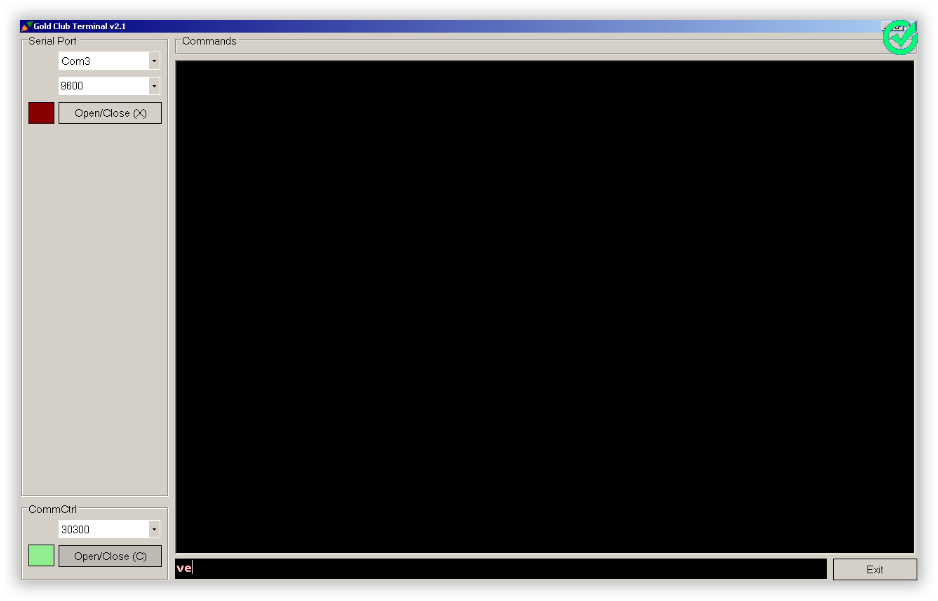 Gold Club Terminal v2.1
Serial Port
Com3
9600
Open/Close (X)
Commands
CommCtrl
30300
Open/Close (C)
ve
Exit